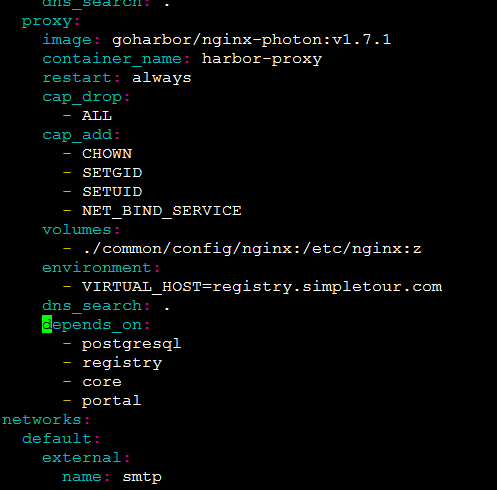 dns_search: .
  proxy:
    image: goharbor/nginx-photon:v1.7.1
    container_name: harbor-proxy
    restart: always
    cap_drop:
      - ALL
    cap_add:
      - CHOWN
      - SETGID
      - SETUID
      - NET_BIND_SERVICE
    volumes:
      - ./common/config/nginx:/etc/nginx:z
    environment:
      - VIRTUAL_HOST=registry.simpletour.com
    dns_search: .
    depends_on:
      - postgresql
      - registry
      - core
      - portal
networks:
  default:
    external:
      name: smtp